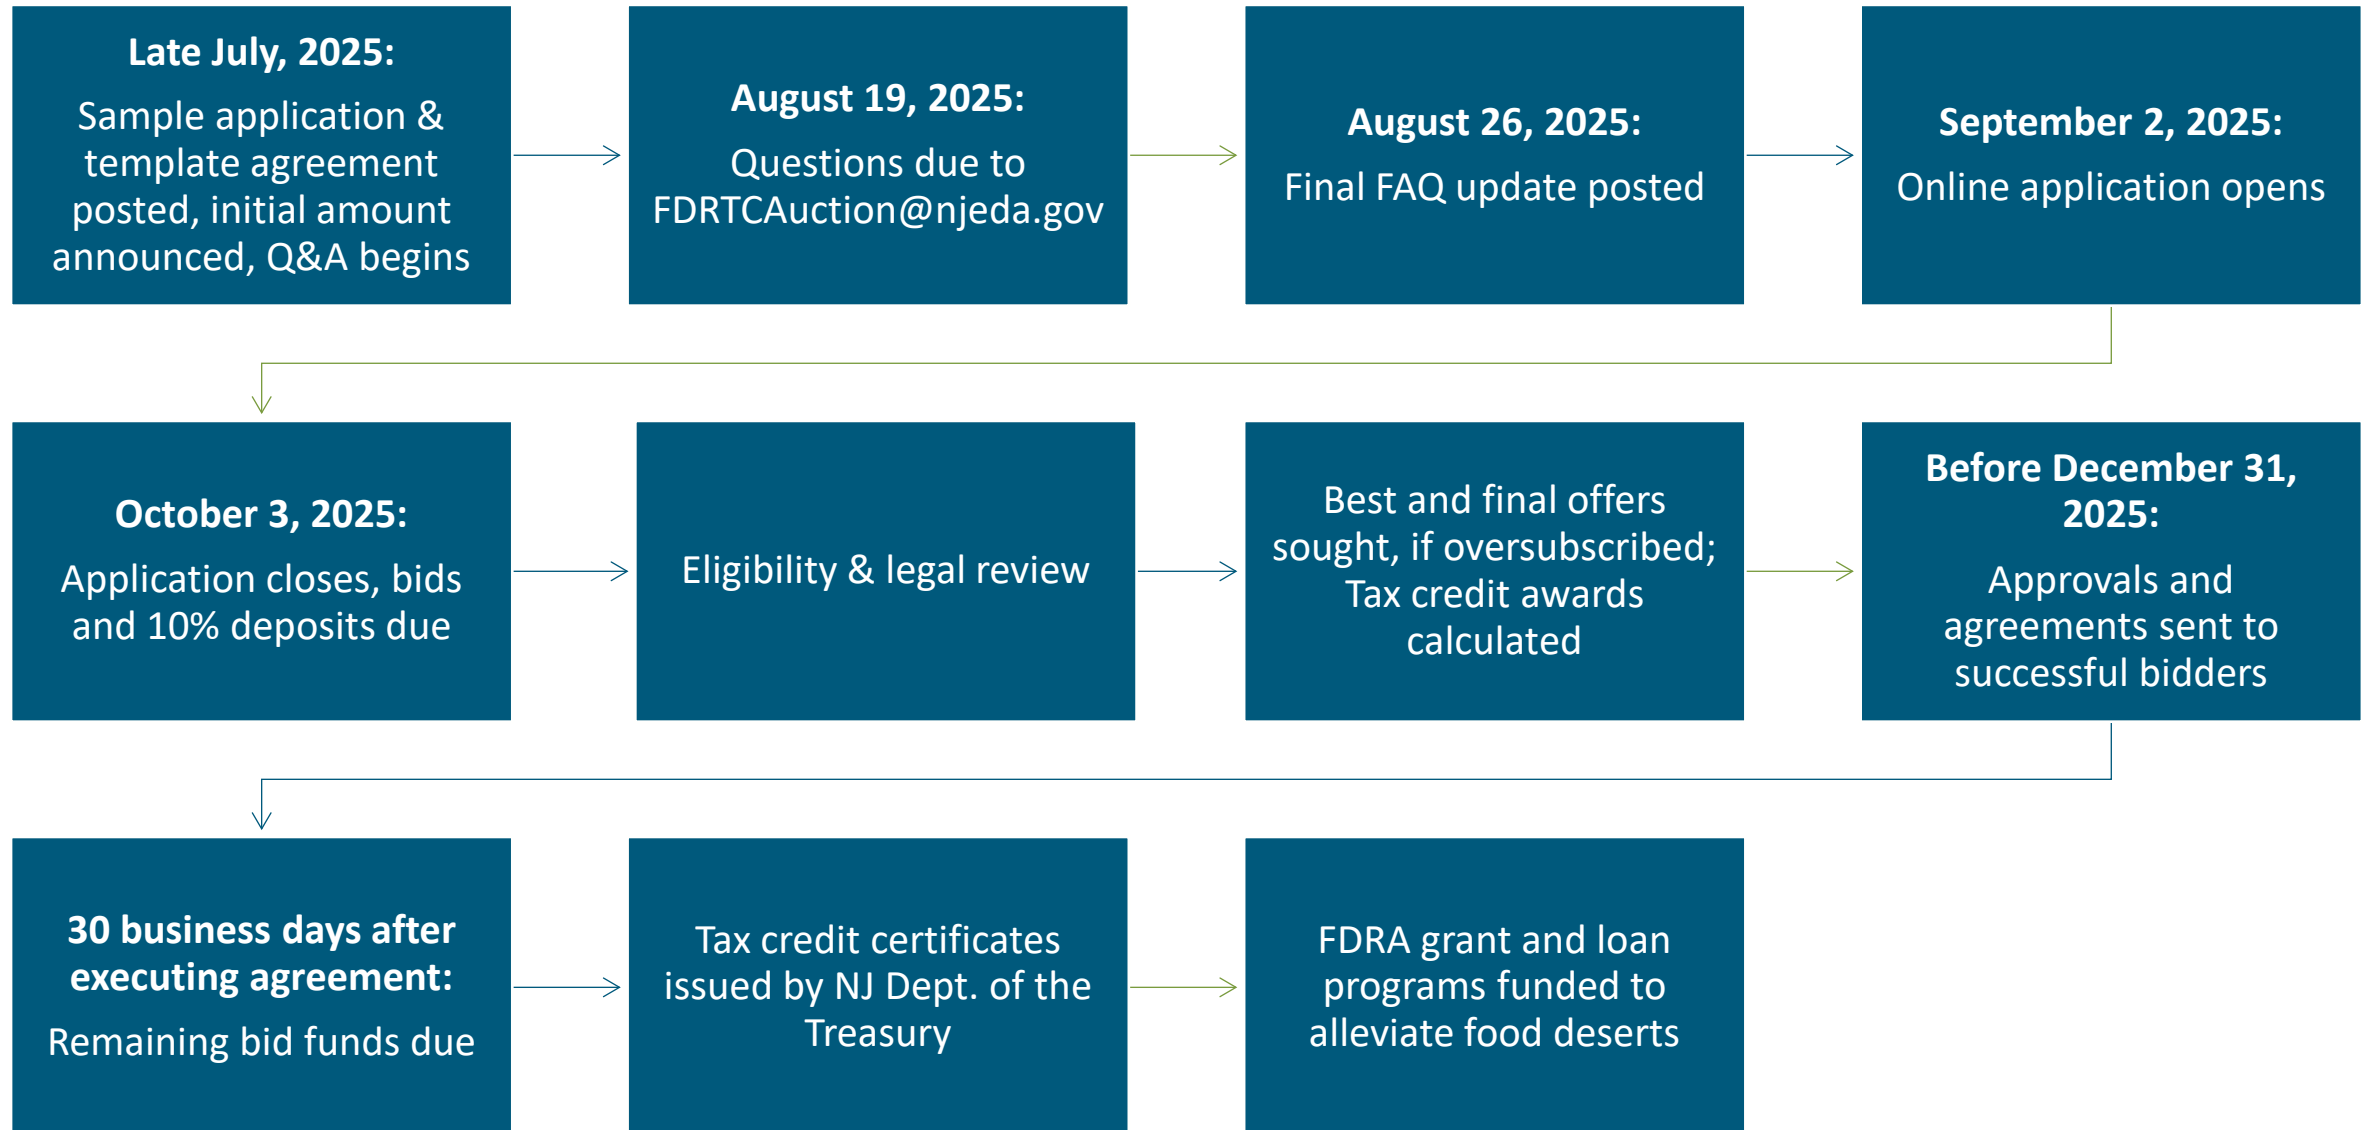 Late July, 2025:
Sample application &
template agreement
posted, initial amount
announced, Q&A begins
August 19, 2025:
Questions due to
FDRTCAuction@njeda.gov
August 26, 2025:
Final FAQ update posted
September 2, 2025:
Online application opens
October 3, 2025:
Application closes, bids
and 10% deposits due
Eligibility & legal review
Best and final offers
sought, if oversubscribed;
Tax credit awards
calculated
Before December 31,
2025:
Approvals and
agreements sent to
successful bidders
30 business days after
executing agreement:
Remaining bid funds due
Tax credit certificates
issued by NJ Dept. of the
Treasury
FDRA grant and loan
programs funded to
alleviate food deserts